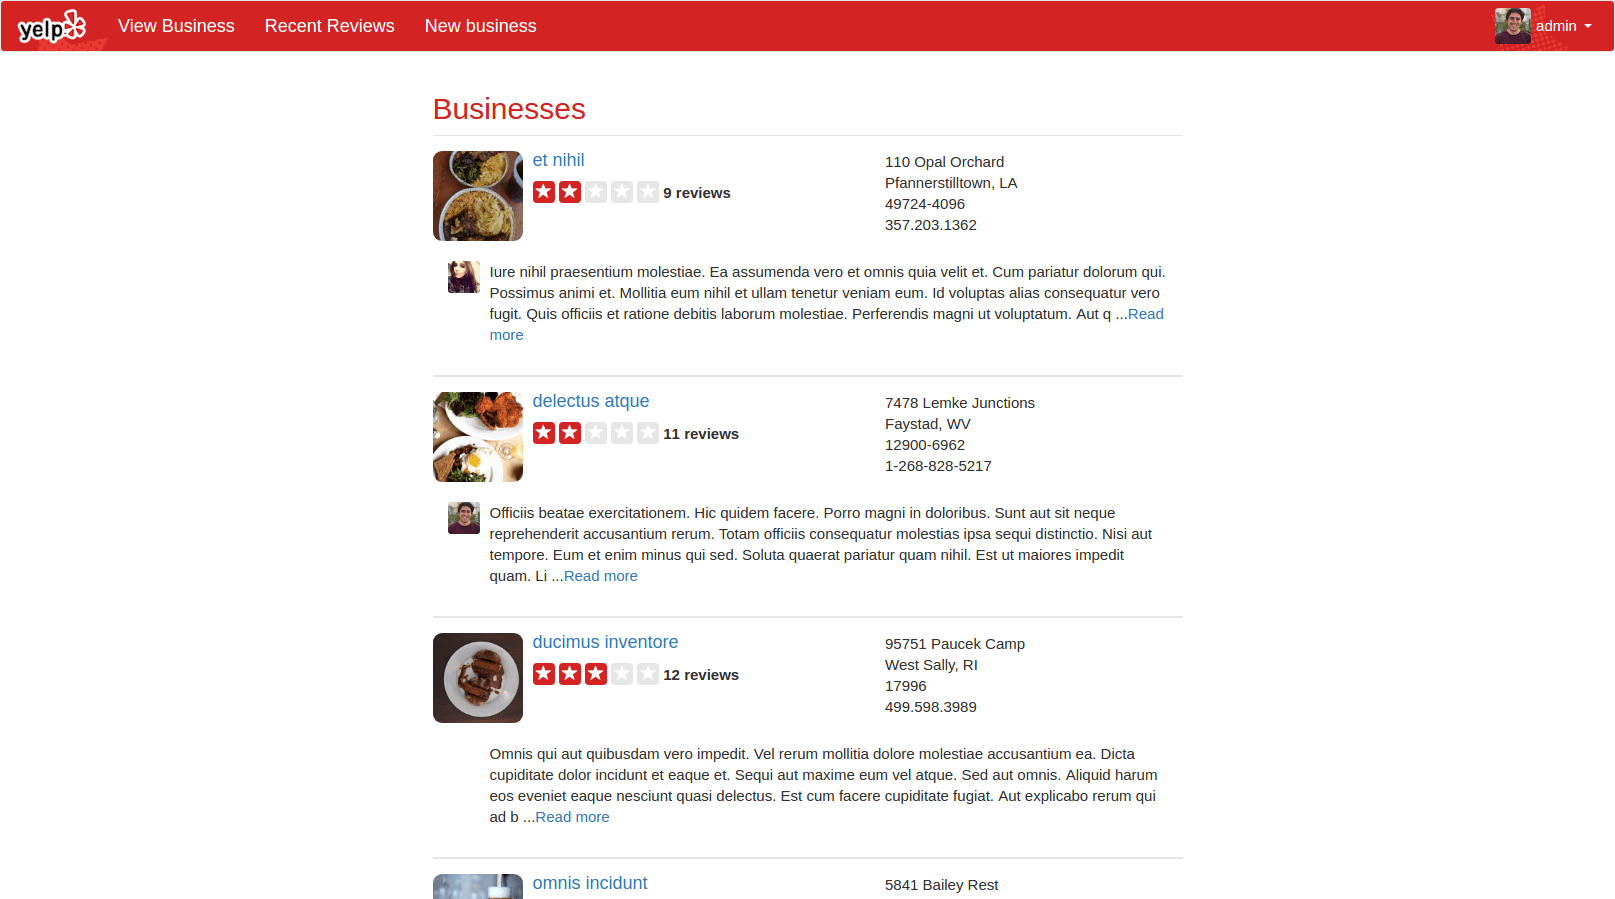 yelp View Business Recent Reviews New business admin
Businesses
et nihil
9 reviews
110 Opal Orchard
Pfannerstilltown, LA
49724-4096
357.203.1362
Iure nihil praesentium molestiae. Ea assumenda vero et omnis quia velit et. Cum pariatur dolorum qui.
Possimus animi et. Mollitia eum nihil et ullam tenetur veniam eum. Id voluptas alias consequatur vero
fugit. Quis officiis et ratione debitis laborum molestiae. Perferendis magni ut voluptatum. Aut q ...Read
more
delectus atque
11 reviews
7478 Lemke Junctions
Faystad, WV
12900-6962
1-268-828-5217
Officiis beatae exercitationem. Hic quidem facere. Porro magni in doloribus. Sunt aut sit neque
reprehenderit accusantium rerum. Totam officiis consequatur molestias ipsa sequi distinctio. Nisi aut
tempore. Eum et enim minus qui sed. Soluta quaerat pariatur quam nihil. Est ut maiores impedit
quam. Li ...Read more
ducimus inventore
12 reviews
95751 Paucek Camp
West Sally, RI
17996
499.598.3989
Omnis qui aut quibusdam vero impedit. Vel rerum mollitia dolore molestiae accusantium ea. Dicta
cupiditate dolor incidunt et eaque et. Sequi aut maxime eum vel atque. Sed aut omnis. Aliquid harum
eos eveniet eaque nesciunt quasi delectus. Est cum facere cupiditate fugiat. Aut explicabo rerum qui
ad b ...Read more
omnis incidunt
5841 Bailey Rest